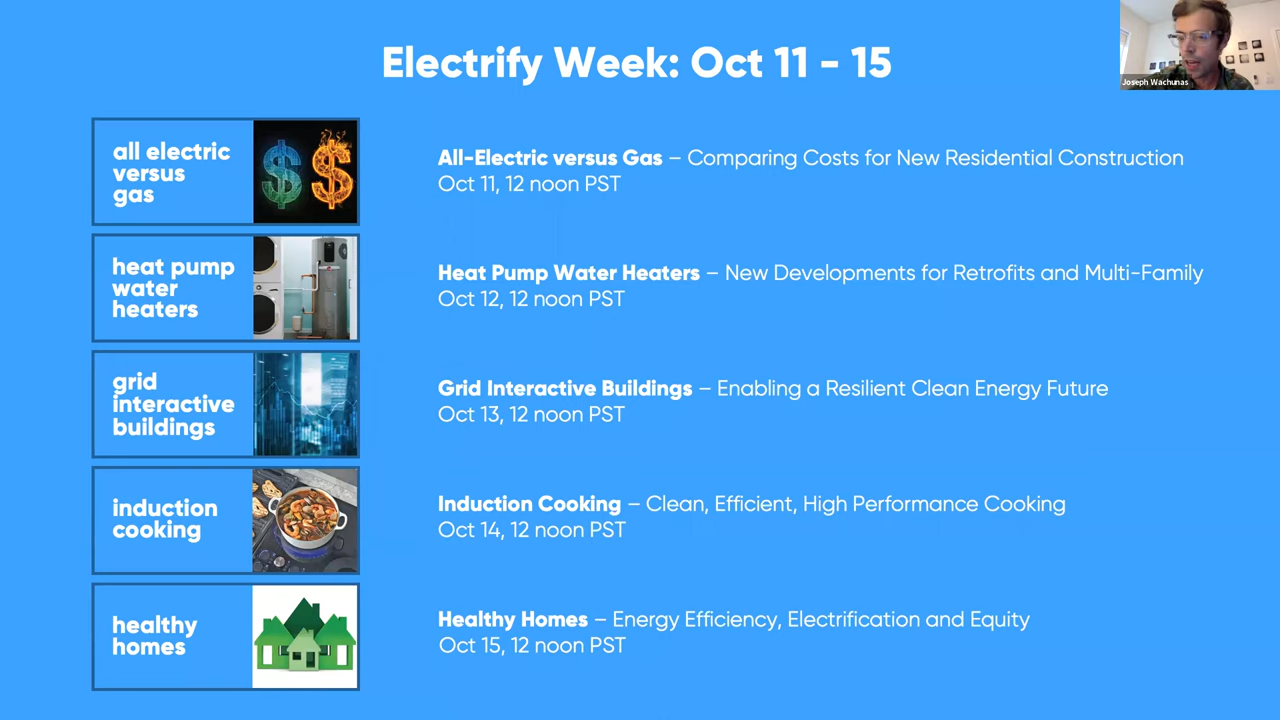 Electrify Week: Oct 11 - 15
Joseph Wachunas
all electric
versus
gas
All-Electric versus Gas – Comparing Costs for New Residential Construction
Oct 11, 12 noon PST
heat pump
water
heaters
Heat Pump Water Heaters – New Developments for Retrofits and Multi-Family
Oct 12, 12 noon PST
grid
interactive
buildings
Grid Interactive Buildings – Enabling a Resilient Clean Energy Future
Oct 13, 12 noon PST
induction
cooking
Induction Cooking – Clean, Efficient, High Performance Cooking
Oct 14, 12 noon PST
healthy
homes
Healthy Homes – Energy Efficiency, Electrification and Equity
Oct 15, 12 noon PST